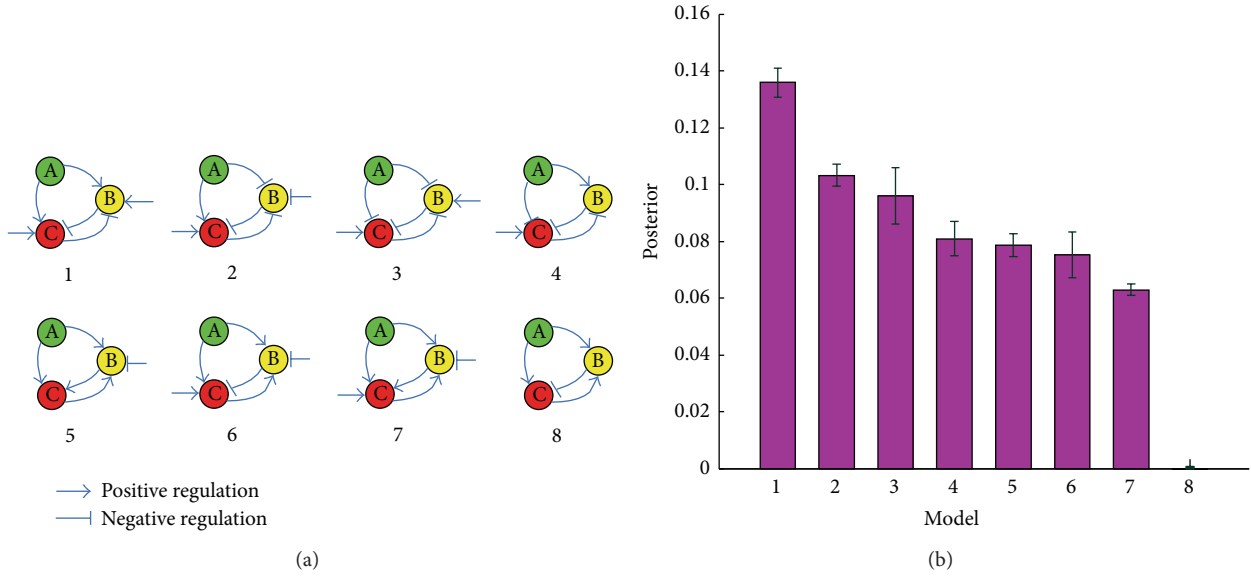 A
B
C
1
A
B
C
2
A
B
C
3
A
B
C
4
A
B
C
5
A
B
C
6
A
B
C
7
A
B
C
8
Positive regulation
Negative regulation
(a)
0.16
0.14
0.12
0.1
0.08
0.06
0.04
0.02
0
Posterior
1 2 3 4 5 6 7 8
Model
(b)